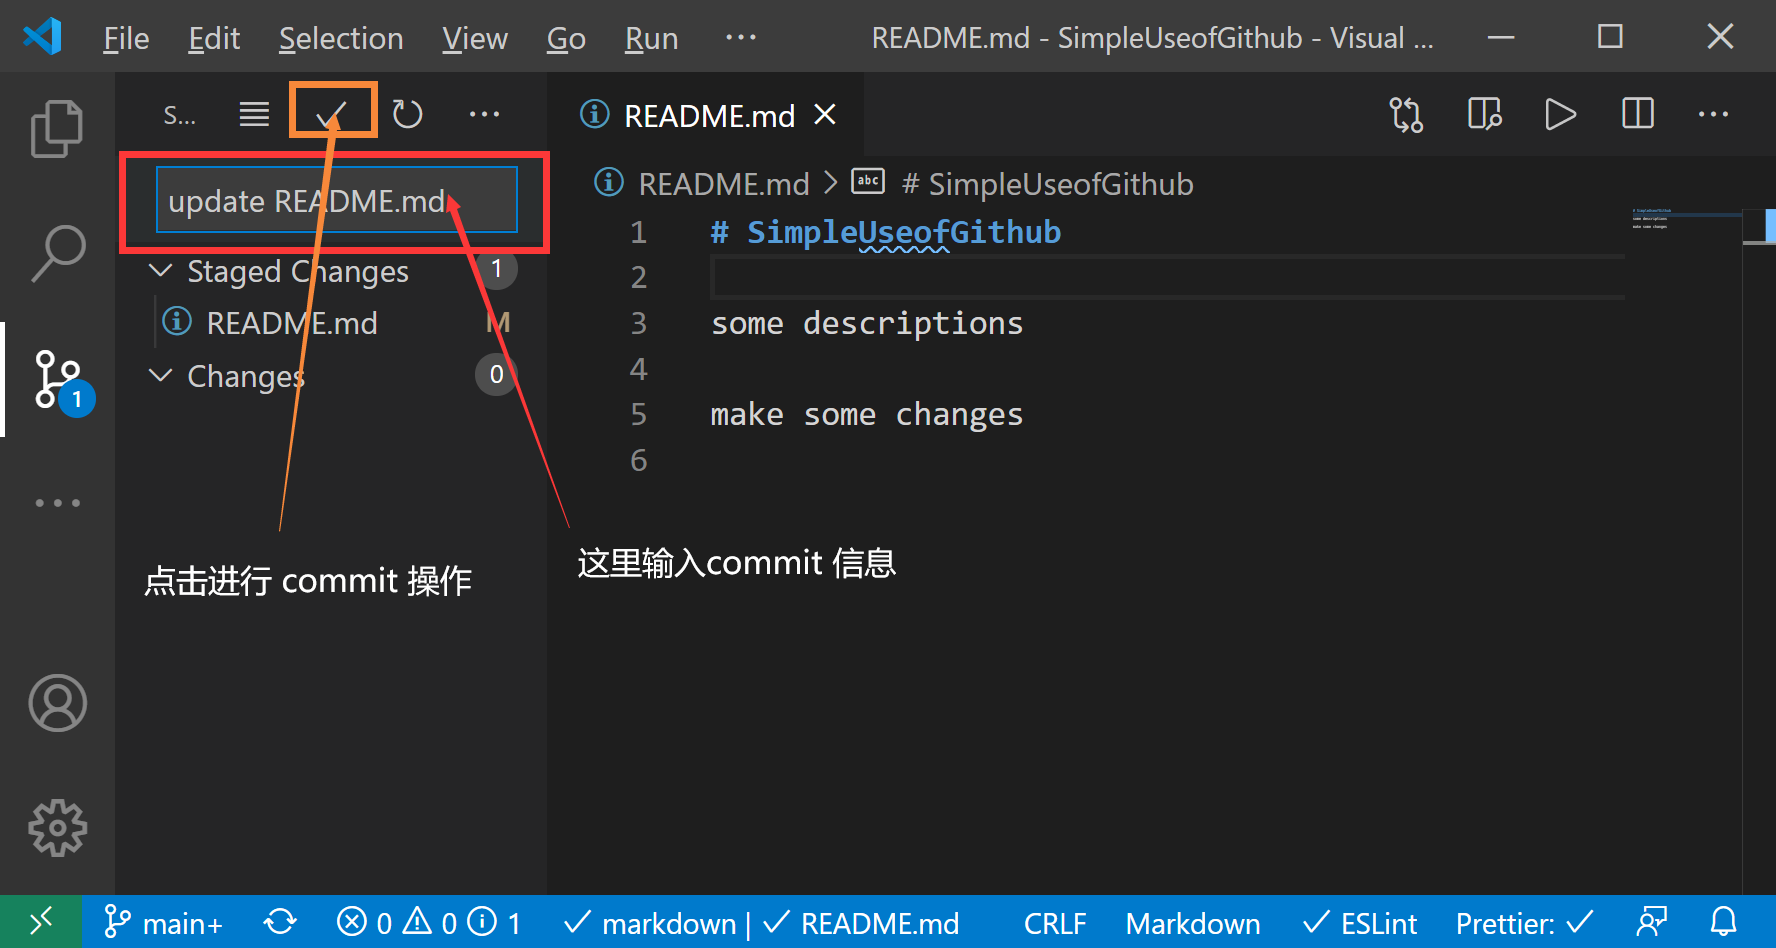 File Edit Selection View Go Run ··· README.md - SimpleUseofGithub - Visual ...
S...
README.md
update README.md
README.md > # SimpleUseofGithub
Staged Changes 1
README.md M
Changes 0
1
1 # SimpleUseofGithub
2
3 some descriptions
4
5 make some changes
6
点击进行 commit 操作
这里输入commit 信息
main+ 0 0 1 markdown | README.md CRLF Markdown ESLint Prettier: